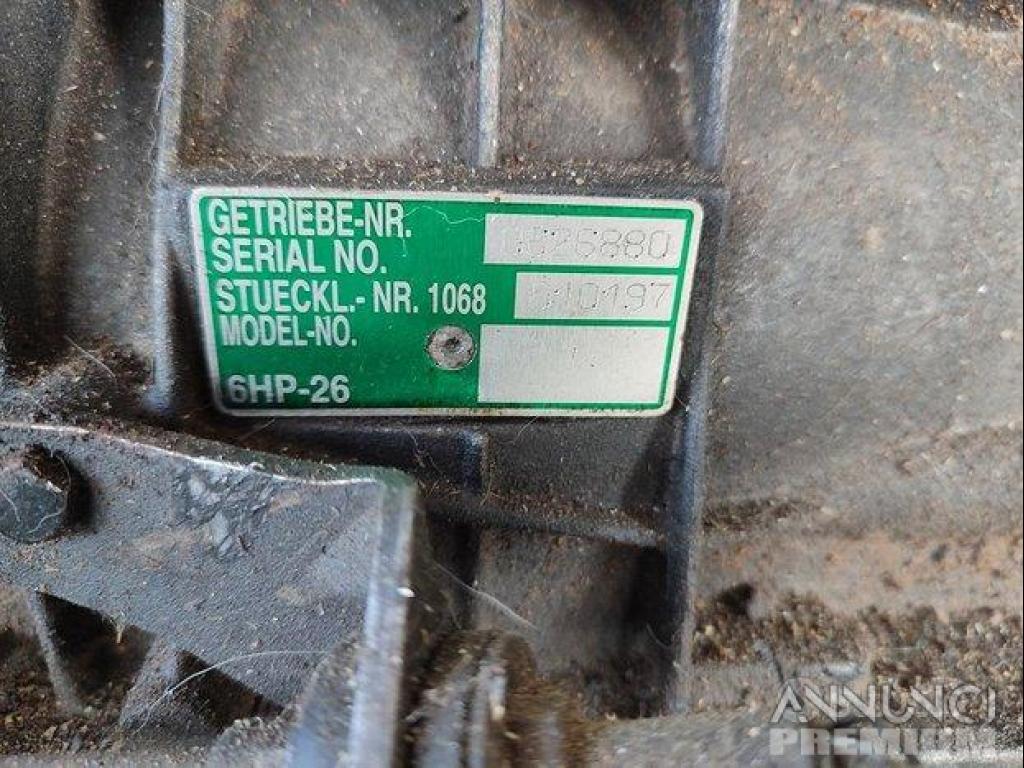 GETRIEBE-NR.
SERIAL NO.
STUECKL.- NR. 1068
MODEL-NO.
6HP-26
ANNUNCI
PREMIUM